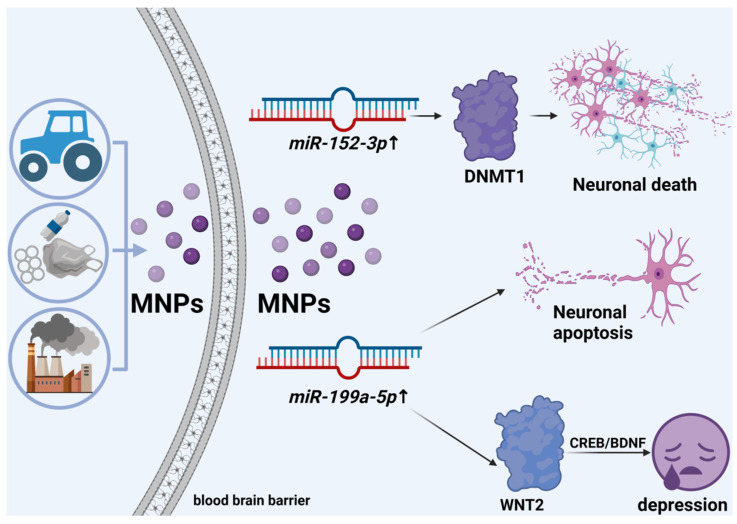 miR-152-3p↑
DNMT1
Neuronal death
MNPs
MNPs
Neuronal
apoptosis
miR-199a-5p↑
CREB/BDNF
WNT2
depression
blood brain barrier